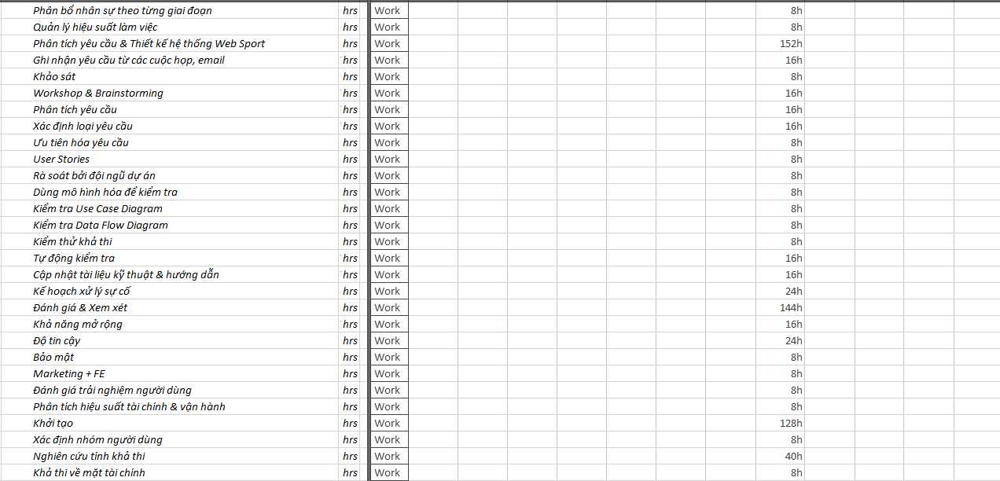 Phân bổ nhân sự theo từng giai đoạn hrs Work 8h
Quản lý hiệu suất làm việc hrs Work 8h
Phân tích yêu cầu & Thiết kế hệ thống Web Sport hrs Work 152h
Ghi nhận yêu cầu từ các cuộc họp, email hrs Work 16h
Khảo sát hrs Work 8h
Workshop & Brainstorming hrs Work 16h
Phân tích yêu cầu hrs Work 16h
Xác định loại yêu cầu hrs Work 16h
Ưu tiên hóa yêu cầu hrs Work 8h
User Stories hrs Work 8h
Rà soát bởi đội ngũ dự án hrs Work 8h
Dùng mô hình hóa để kiểm tra hrs Work 8h
Kiểm tra Use Case Diagram hrs Work 8h
Kiểm tra Data Flow Diagram hrs Work 8h
Kiểm thử khả thi hrs Work 8h
Tự động kiểm tra hrs Work 16h
Cập nhật tài liệu kỹ thuật & hướng dẫn hrs Work 16h
Kế hoạch xử lý sự cố hrs Work 24h
Đánh giá & Xem xét hrs Work 144h
Khả năng mở rộng hrs Work 16h
Độ tin cậy hrs Work 24h
Bảo mật hrs Work 8h
Marketing + FE hrs Work 8h
Đánh giá trải nghiệm người dùng hrs Work 8h
Phân tích hiệu suất tài chính & vận hành hrs Work 8h
Khởi tạo hrs Work 128h
Xác định nhóm người dùng hrs Work 8h
Nghiên cứu tính khả thi hrs Work 40h
Khả thi về mặt tài chính hrs Work 8h